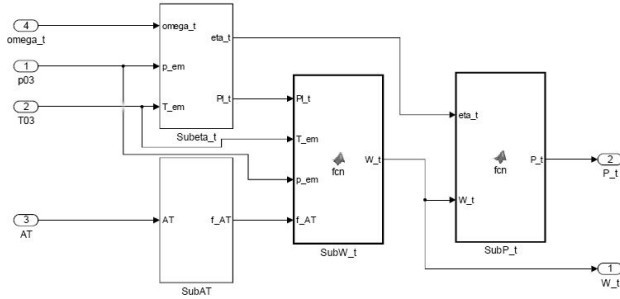 4
omega_t
1
p03
2
T03
3
AT
omega_t
p_em
T_em
eta_t
PI_t
Subeta_t
AT
f_AT
SubAT
PI_t
T_em
p_em
f_AT
fcn
W_t
SubW_t
eta_t
W_t
fcn
P_t
SubP_t
2
P_t
1
W_t